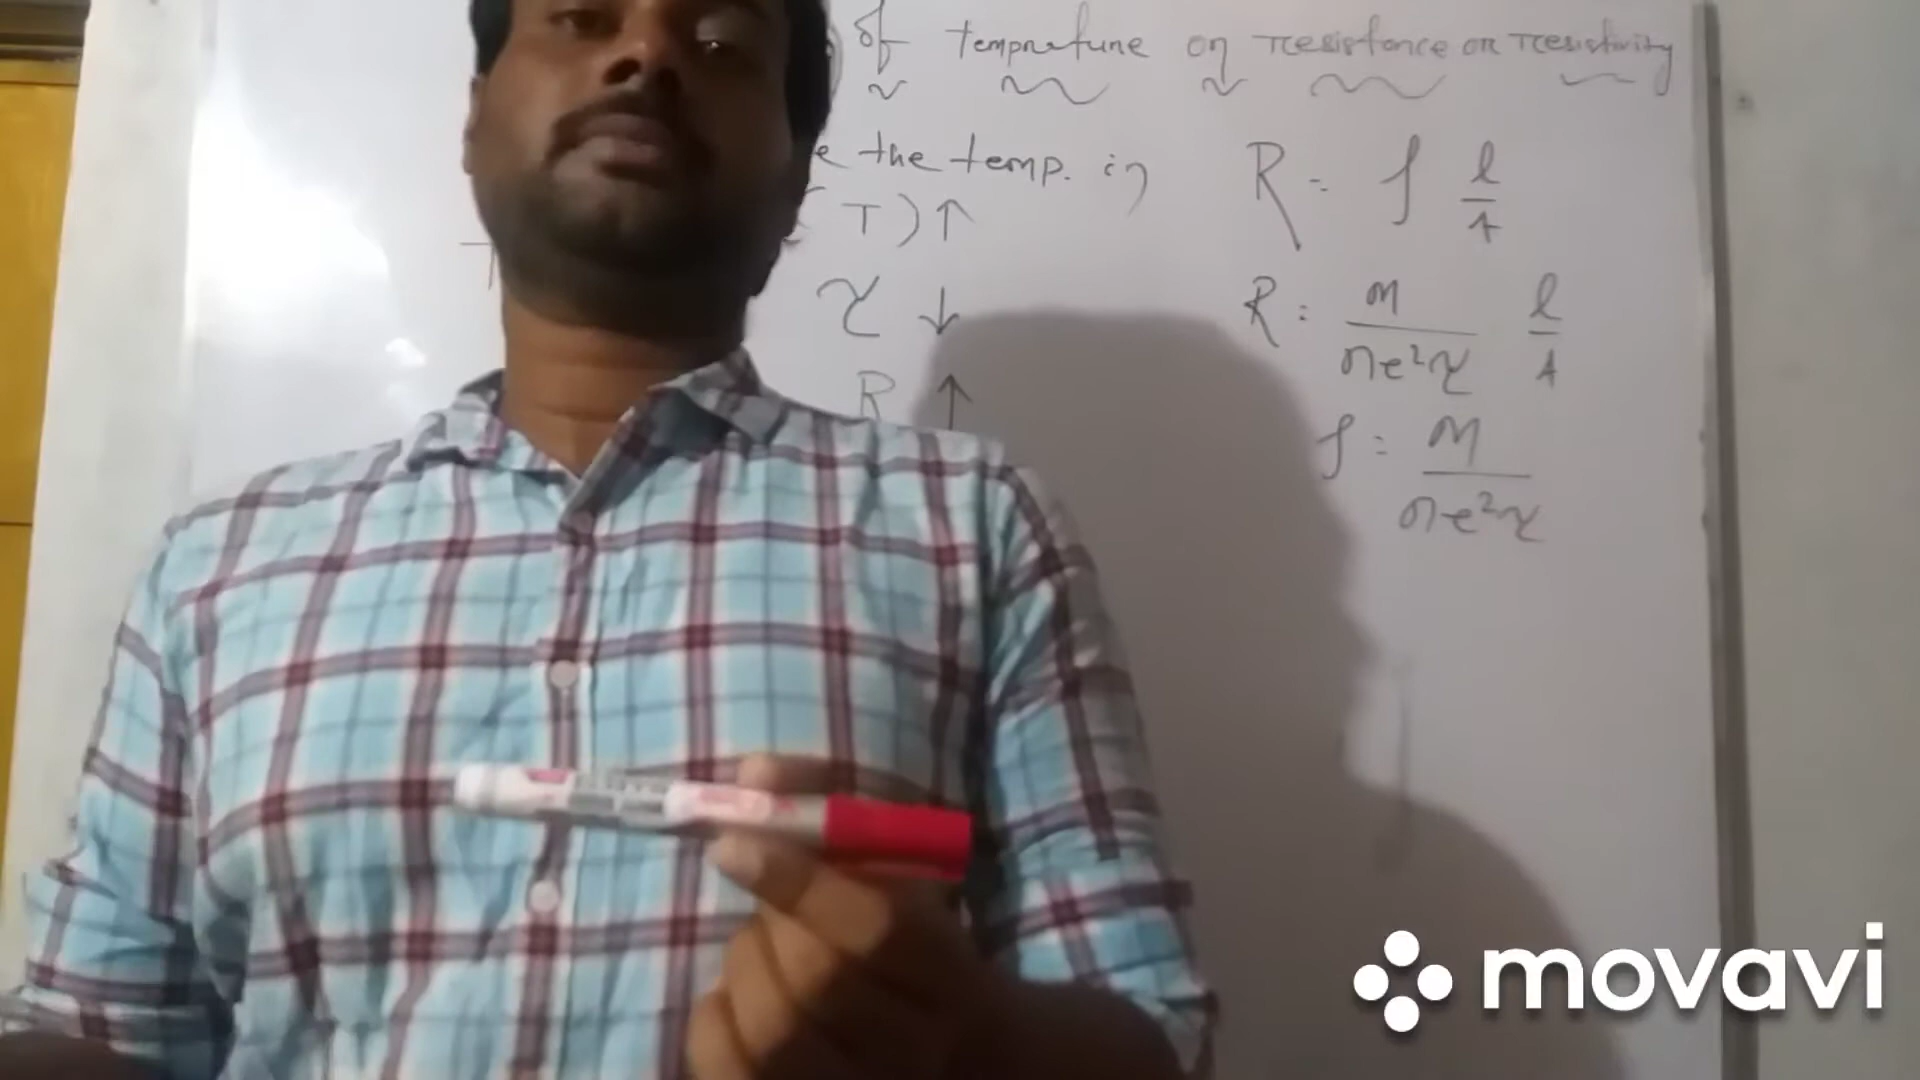 of tempreture on resistance or resistivity
the temp. in
R = ρ l/A
T) ↑
τ ↓
R = m/ne²τ l/A
R ↑
ρ = m/ne²τ
movavi